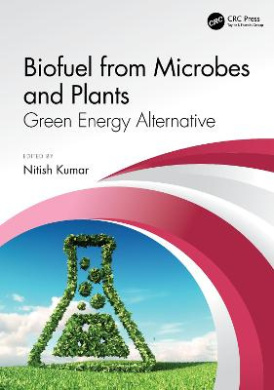 CRC Press
Taylor & Francis Group
Biofuel from Microbes
and Plants
Green Energy Alternative
EDITED BY
Nitish Kumar